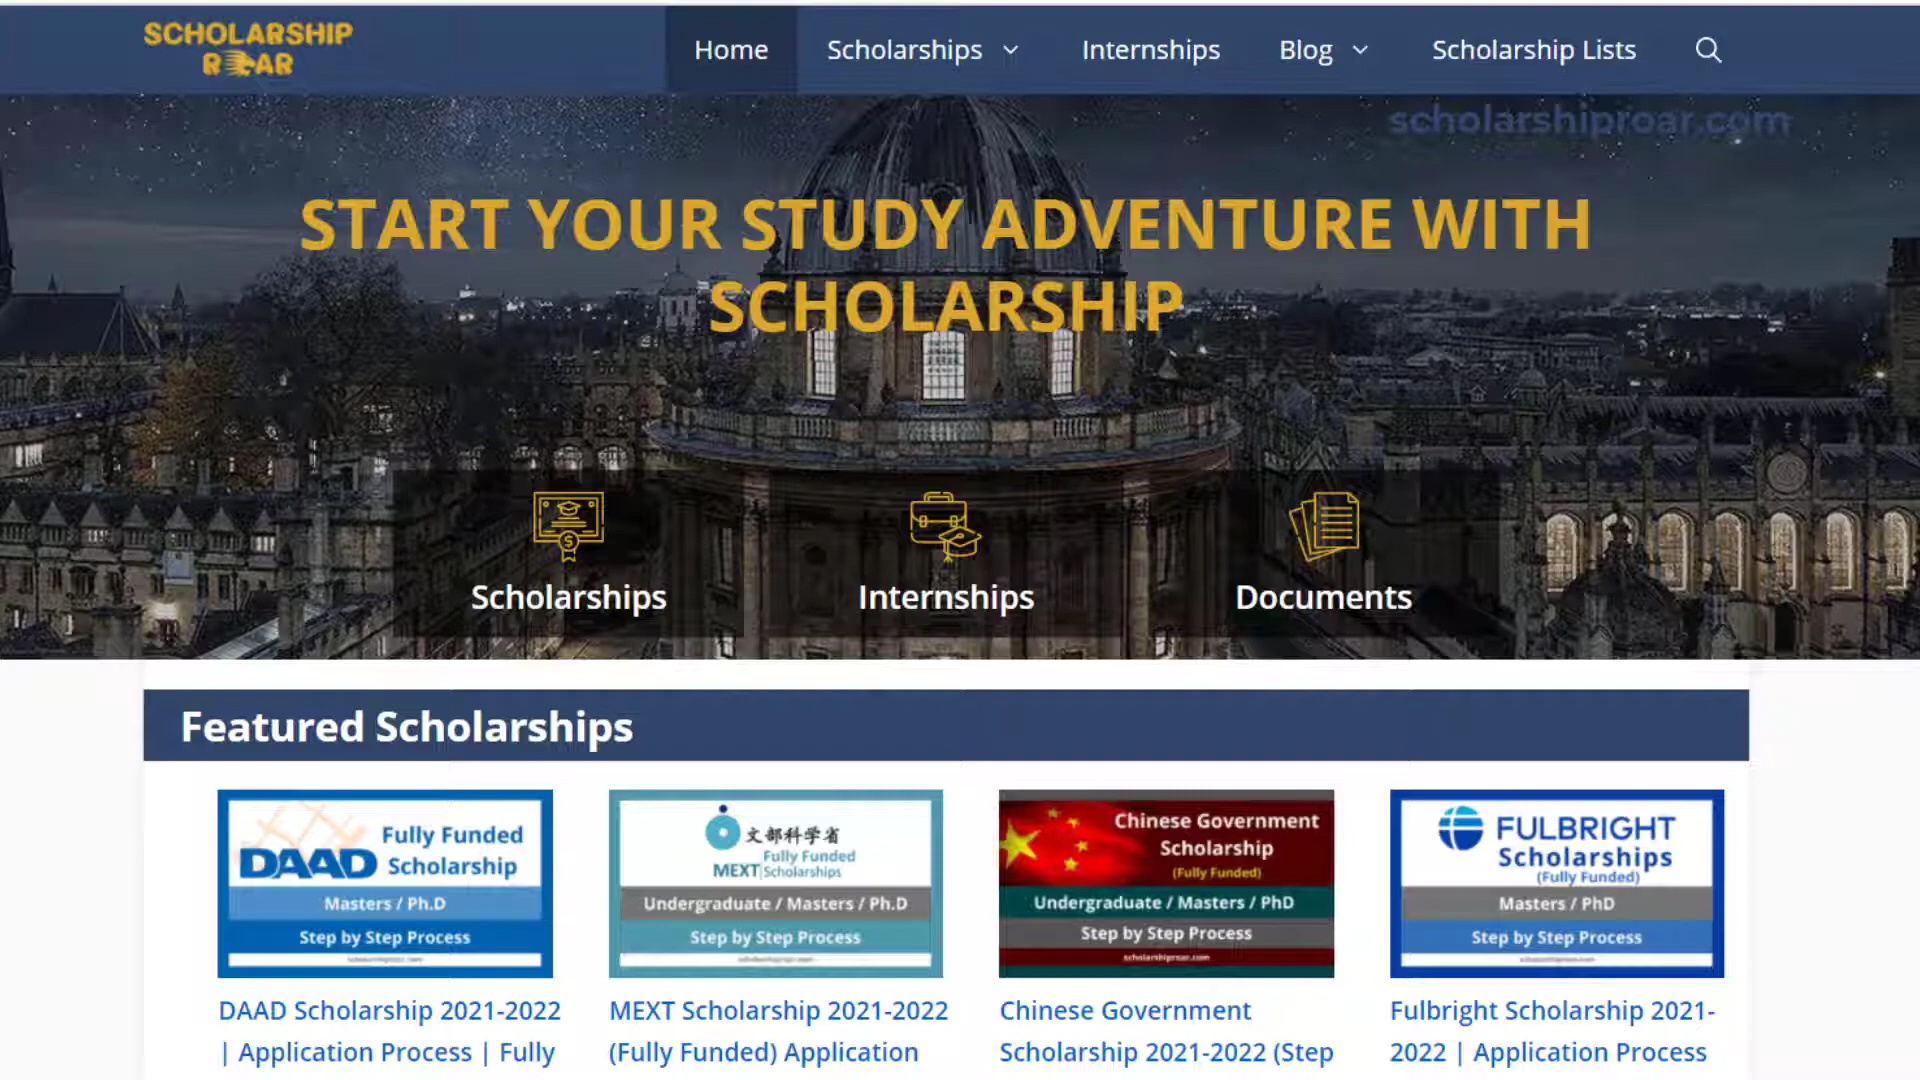 SCHOLARSHIP
ROAR
Home
Scholarships
Internships
Blog
Scholarship Lists
scholarshiproar.com
START YOUR STUDY ADVENTURE WITH
SCHOLARSHIP
Scholarships
Internships
Documents
Featured Scholarships
DAAD
Fully Funded
Scholarship
Masters / Ph.D
Step by Step Process
文部科学省
MEXT
Fully Funded
Scholarships
Undergraduate / Masters / Ph.D
Step by Step Process
Chinese Government
Scholarship
(Fully Funded)
Undergraduate / Masters / PhD
Step by Step Process
scholarshiproar.com
FULBRIGHT
Scholarships
(Fully Funded)
Masters / PhD
Step by Step Process
DAAD Scholarship 2021-2022
| Application Process | Fully
MEXT Scholarship 2021-2022
(Fully Funded) Application
Chinese Government
Scholarship 2021-2022 (Step
Fulbright Scholarship 2021-
2022 | Application Process